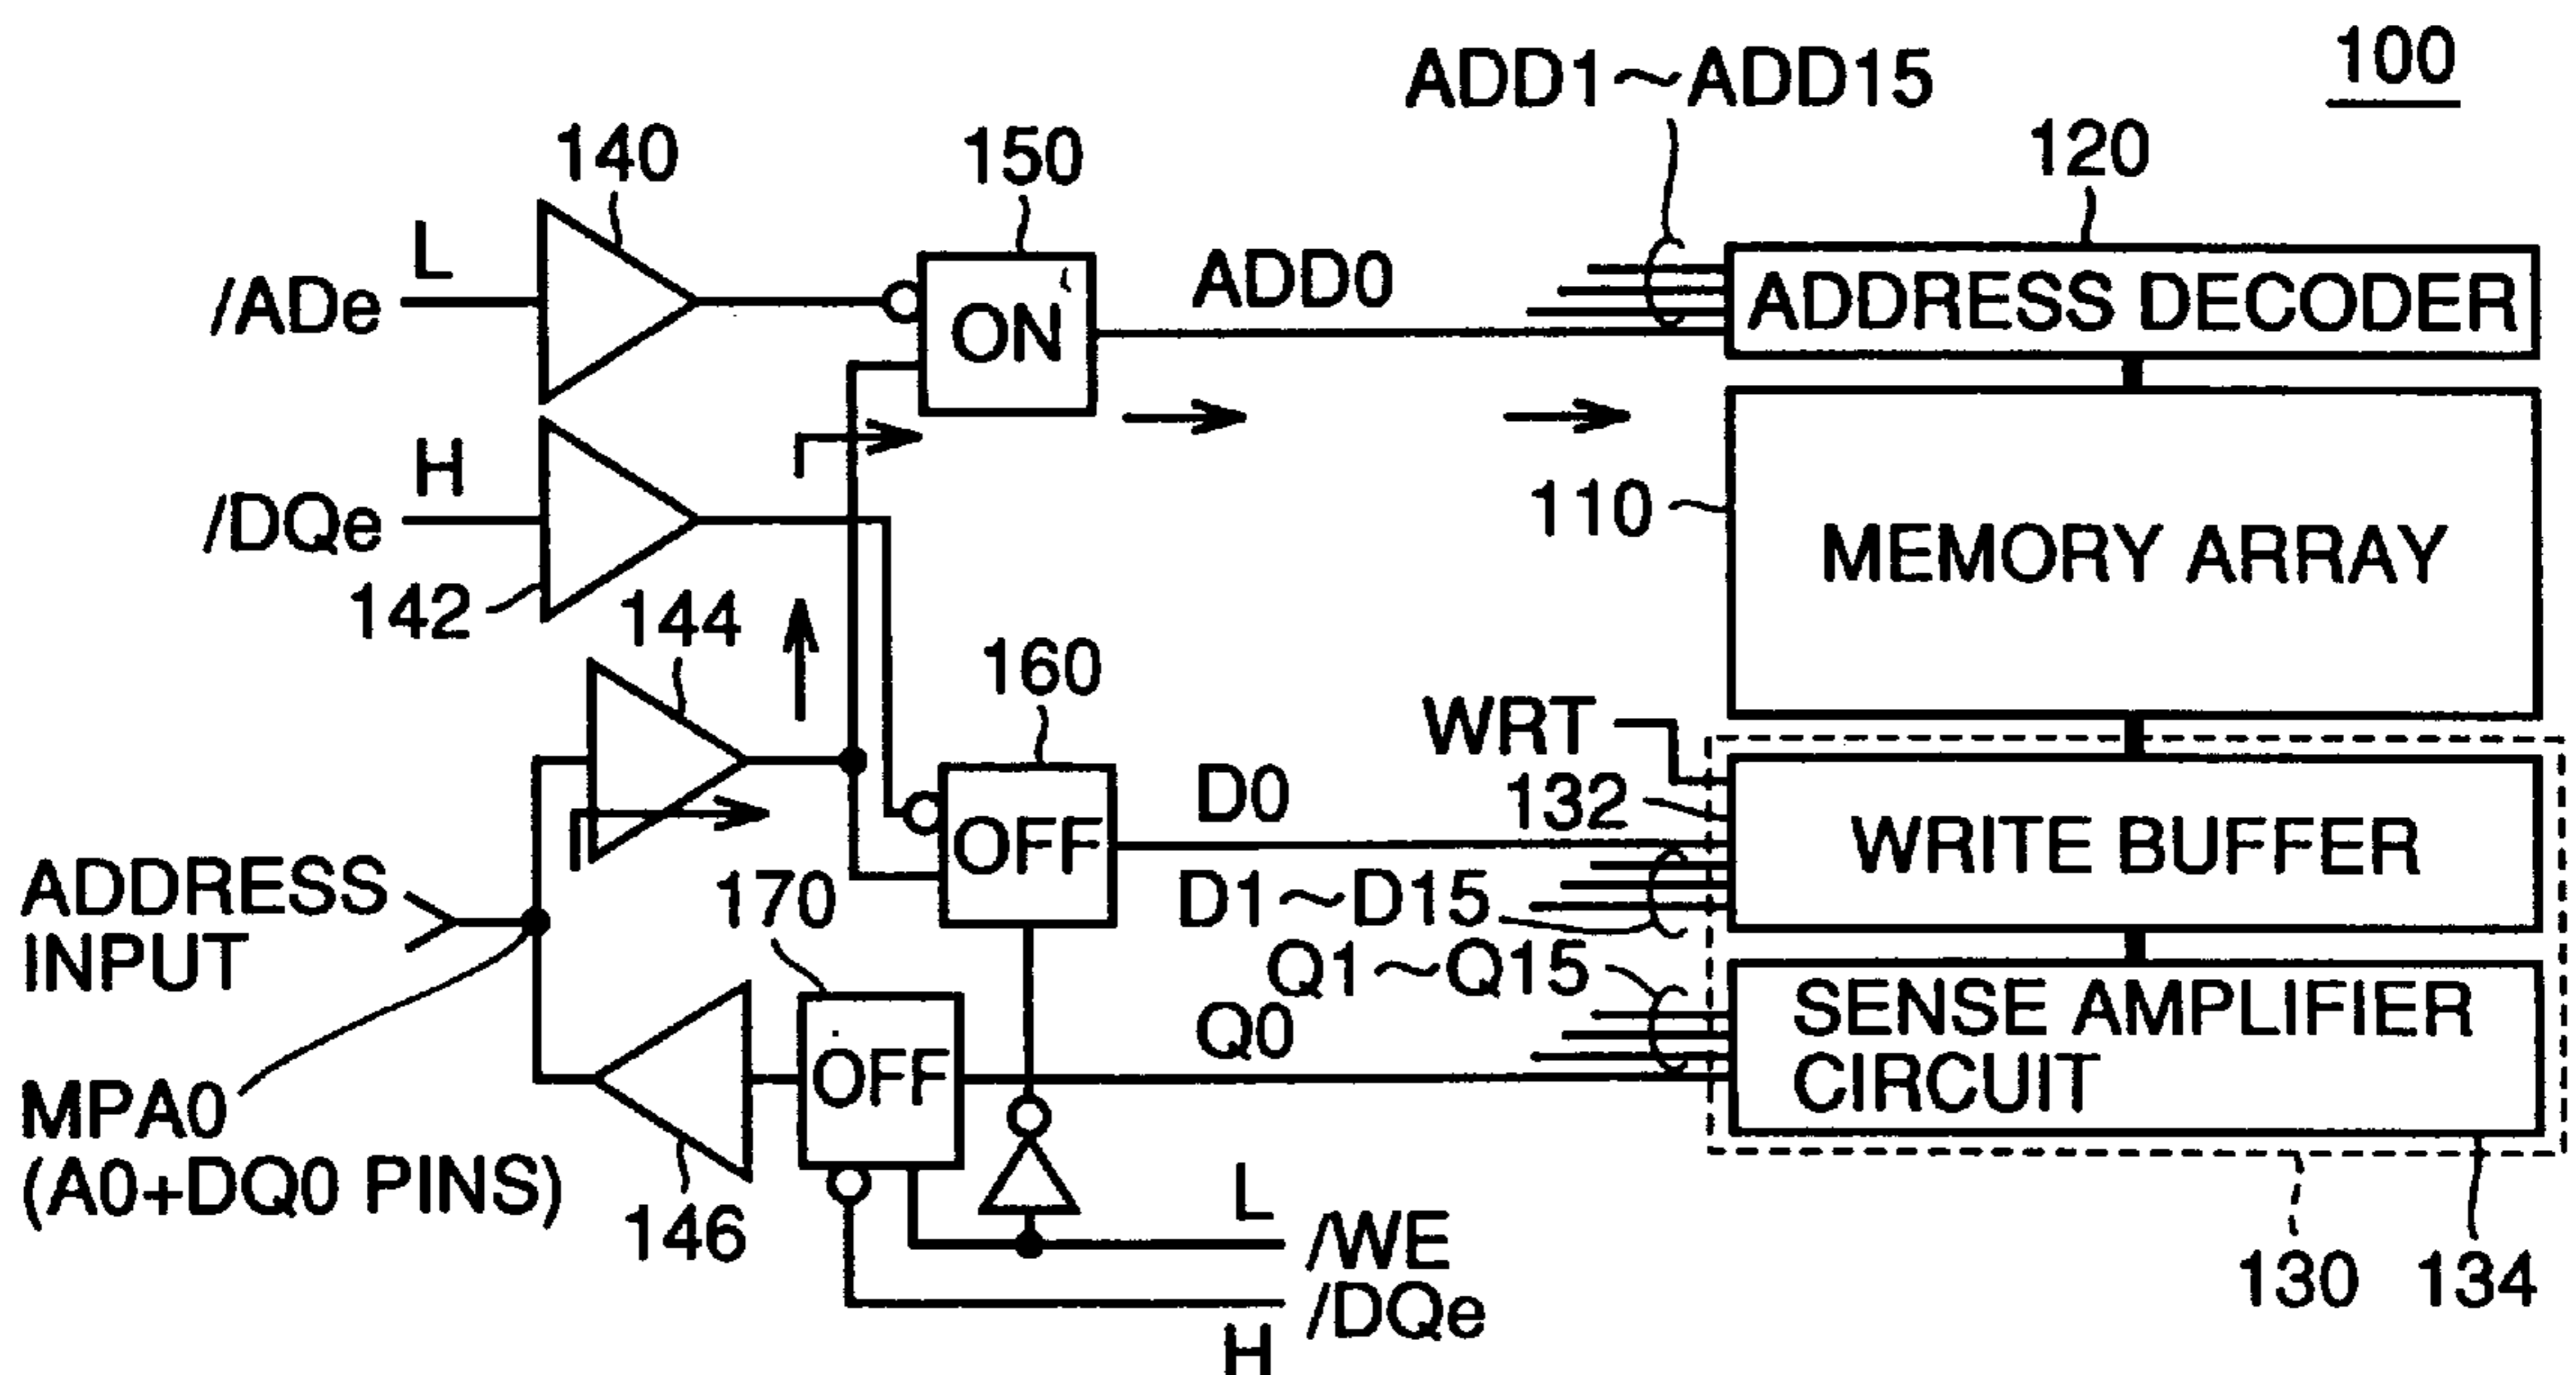 100
ADD1~ADD15
140
150
120
L
/ADe
ON
ADD0
ADDRESS DECODER
H
/DQe
110
MEMORY ARRAY
142
144
160
WRT
132
D0
OFF
WRITE BUFFER
ADDRESS
INPUT
170
D1~D15
Q1~Q15
Q0
OFF
SENSE AMPLIFIER
CIRCUIT
MPA0
(A0+DQ0 PINS)
146
L
/WE
/DQe
H
130
134